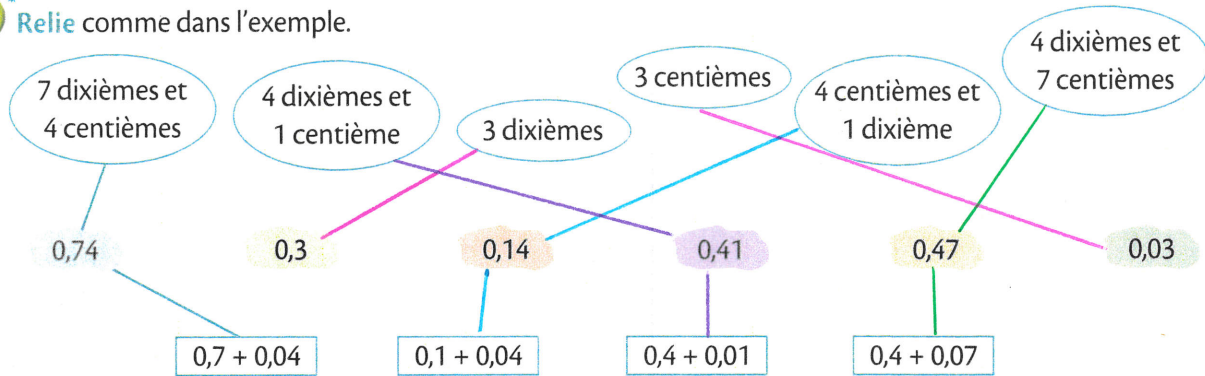 Relie comme dans l'exemple.
7 dixièmes et
4 centièmes
4 dixièmes et
1 centième
3 dixièmes
3 centièmes
4 centièmes et
1 dixième
4 dixièmes et
7 centièmes
0,74
0,3
0,14
0,41
0,47
0,03
0,7 + 0,04
0,1 + 0,04
0,4 + 0,01
0,4 + 0,07